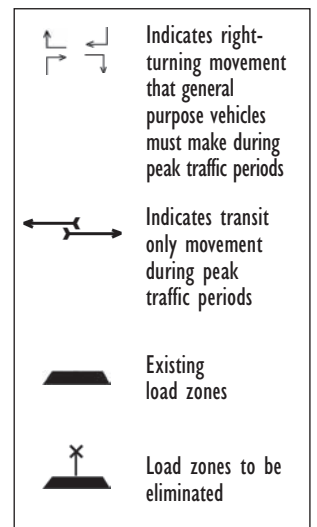 Indicates right-
turning movement
that general
purpose vehicles
must make during
peak traffic periods
Indicates transit
only movement
during peak
traffic periods
Existing
load zones
Load zones to be
eliminated